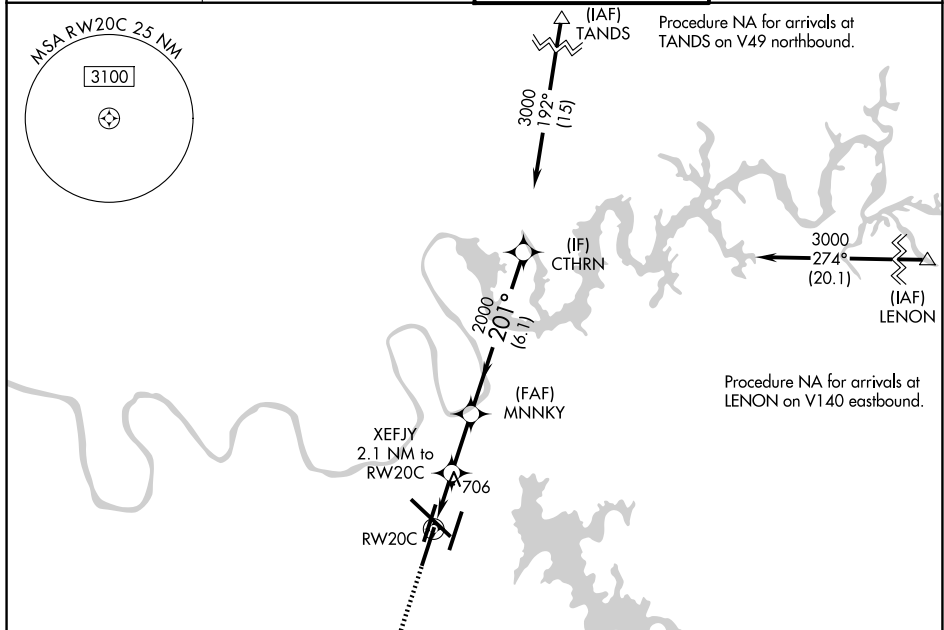 MSA RW20C 25 NM
3100
(IAF)
TANDS
Procedure NA for arrivals at
TANDS on V49 northbound.
3000
192°
(15)
(IF)
CTHRN
3000
274°
(20.1)
(IAF)
LENON
2000
201°
(6.1)
(FAF)
MNNKY
Procedure NA for arrivals at
LENON on V140 eastbound.
XEFJY
2.1 NM to
RW20C
706
RW20C